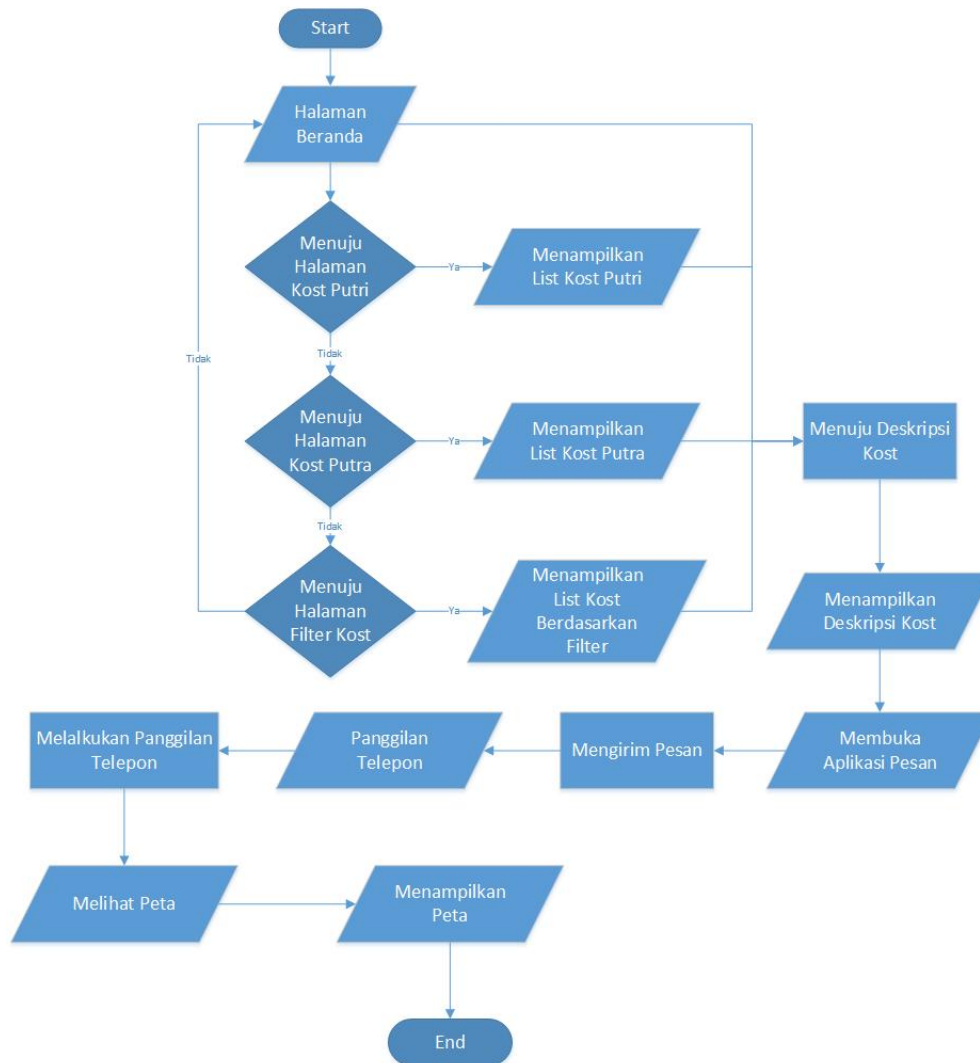 Start
Halaman
Beranda
Menuju
Halaman
Kost Putri
Ya
Menampilkan
List Kost Putri
Tidak
Tidak
Menuju
Halaman
Kost Putra
Ya
Menampilkan
List Kost Putra
Menuju Deskripsi
Kost
Tidak
Menuju
Halaman
Filter Kost
Ya
Menampilkan
List Kost
Berdasarkan
Filter
Menampilkan
Deskripsi Kost
Melalkukan Panggilan
Telepon
Panggilan
Telepon
Mengirim Pesan
Membuka
Aplikasi Pesan
Melihat Peta
Menampilkan
Peta
End